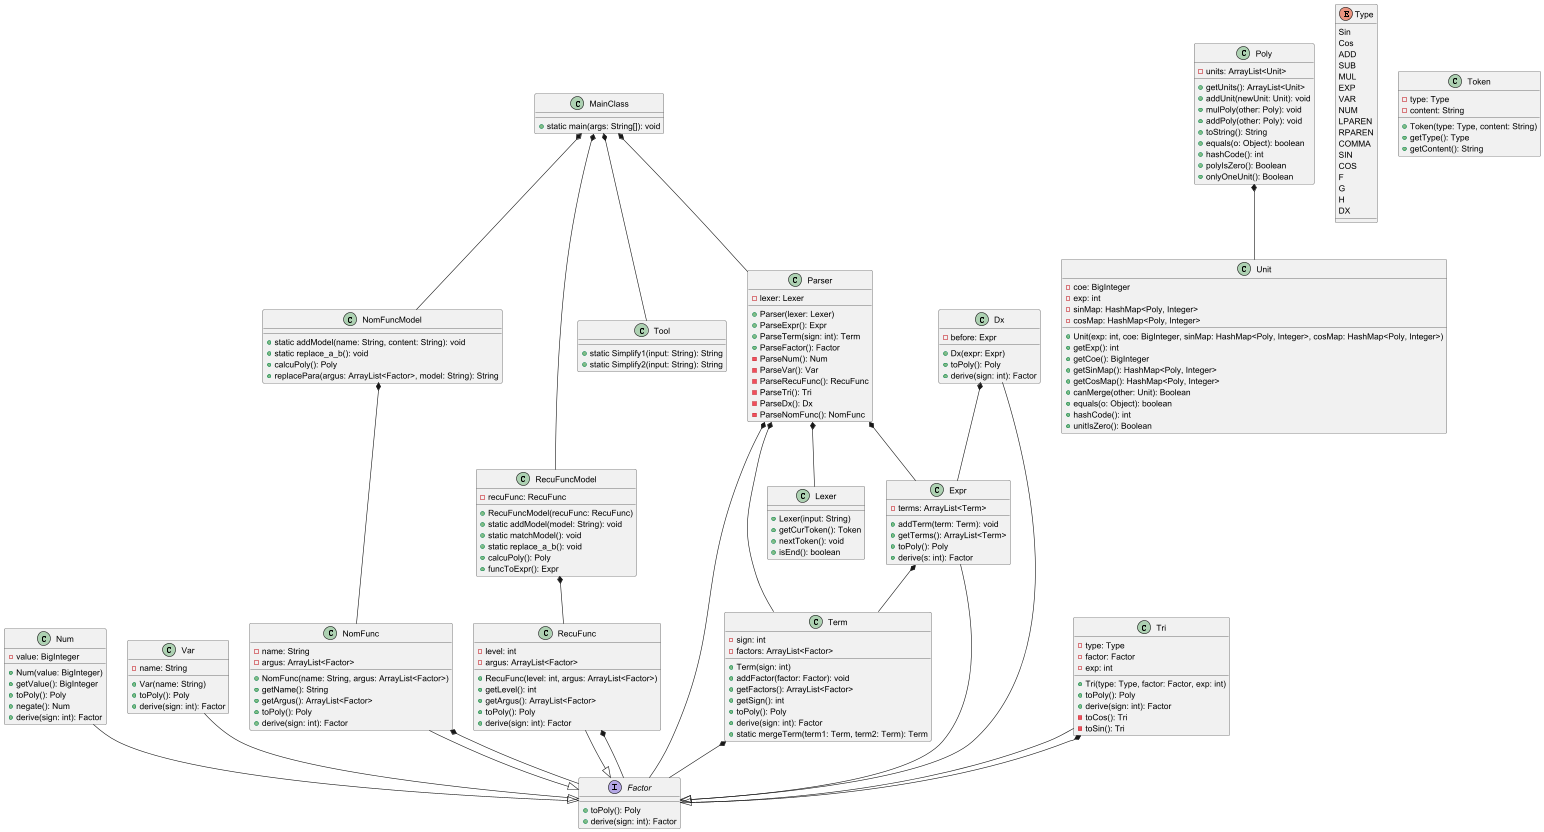 E Type
Sin
Cos
ADD
SUB
MUL
EXP
VAR
NUM
LPAREN
RPAREN
COMMA
SIN
COS
F
G
H
DX
C Poly
units: ArrayList<Unit>
getUnits(): ArrayList<Unit>
addUnit(newUnit: Unit): void
mulPoly(other: Poly): void
addPoly(other: Poly): void
toString(): String
equals(o: Object): boolean
hashCode(): int
polyIsZero(): Boolean
onlyOneUnit(): Boolean
C Token
type: Type
content: String
Token(type: Type, content: String)
getType(): Type
getContent(): String
C MainClass
static main(args: String[]): void
C Unit
coe: BigInteger
exp: int
sinMap: HashMap<Poly, Integer>
cosMap: HashMap<Poly, Integer>
Unit(exp: int, coe: BigInteger, sinMap: HashMap<Poly, Integer>, cosMap: HashMap<Poly, Integer>)
getExp(): int
getCoe(): BigInteger
getSinMap(): HashMap<Poly, Integer>
getCosMap(): HashMap<Poly, Integer>
canMerge(other: Unit): Boolean
equals(o: Object): boolean
hashCode(): int
unitIsZero(): Boolean
C Parser
lexer: Lexer
Parser(lexer: Lexer)
ParseExpr(): Expr
ParseTerm(sign: int): Term
ParseFactor(): Factor
ParseNum(): Num
ParseVar(): Var
ParseRecuFunc(): RecuFunc
ParseTri(): Tri
ParseDx(): Dx
ParseNomFunc(): NomFunc
C NomFuncModel
static addModel(name: String, content: String): void
static replace_a_b(): void
calcuPoly(): Poly
replacePara(argus: ArrayList<Factor>, model: String): String
C Tool
static Simplify1(input: String): String
static Simplify2(input: String): String
C Dx
before: Expr
Dx(expr: Expr)
toPoly(): Poly
derive(sign: int): Factor
C RecuFuncModel
recuFunc: RecuFunc
RecuFuncModel(recuFunc: RecuFunc)
static addModel(model: String): void
static matchModel(): void
static replace_a_b(): void
calcuPoly(): Poly
funcToExpr(): Expr
C Lexer
Lexer(input: String)
getCurToken(): Token
nextToken(): void
isEnd(): boolean
C Expr
terms: ArrayList<Term>
addTerm(term: Term): void
getTerms(): ArrayList<Term>
toPoly(): Poly
derive(s: int): Factor
C Num
value: BigInteger
Num(value: BigInteger)
getValue(): BigInteger
toPoly(): Poly
negate(): Num
derive(sign: int): Factor
C Var
name: String
Var(name: String)
toPoly(): Poly
derive(sign: int): Factor
C NomFunc
name: String
argus: ArrayList<Factor>
NomFunc(name: String, argus: ArrayList<Factor>)
getName(): String
getArgus(): ArrayList<Factor>
toPoly(): Poly
derive(sign: int): Factor
C RecuFunc
level: int
argus: ArrayList<Factor>
RecuFunc(level: int, argus: ArrayList<Factor>)
getLevel(): int
getArgus(): ArrayList<Factor>
toPoly(): Poly
derive(sign: int): Factor
C Term
sign: int
factors: ArrayList<Factor>
Term(sign: int)
addFactor(factor: Factor): void
getFactors(): ArrayList<Factor>
getSign(): int
toPoly(): Poly
derive(sign: int): Factor
static mergeTerm(term1: Term, term2: Term): Term
C Tri
type: Type
factor: Factor
exp: int
Tri(type: Type, factor: Factor, exp: int)
toPoly(): Poly
derive(sign: int): Factor
toCos(): Tri
toSin(): Tri
I Factor
toPoly(): Poly
derive(sign: int): Factor